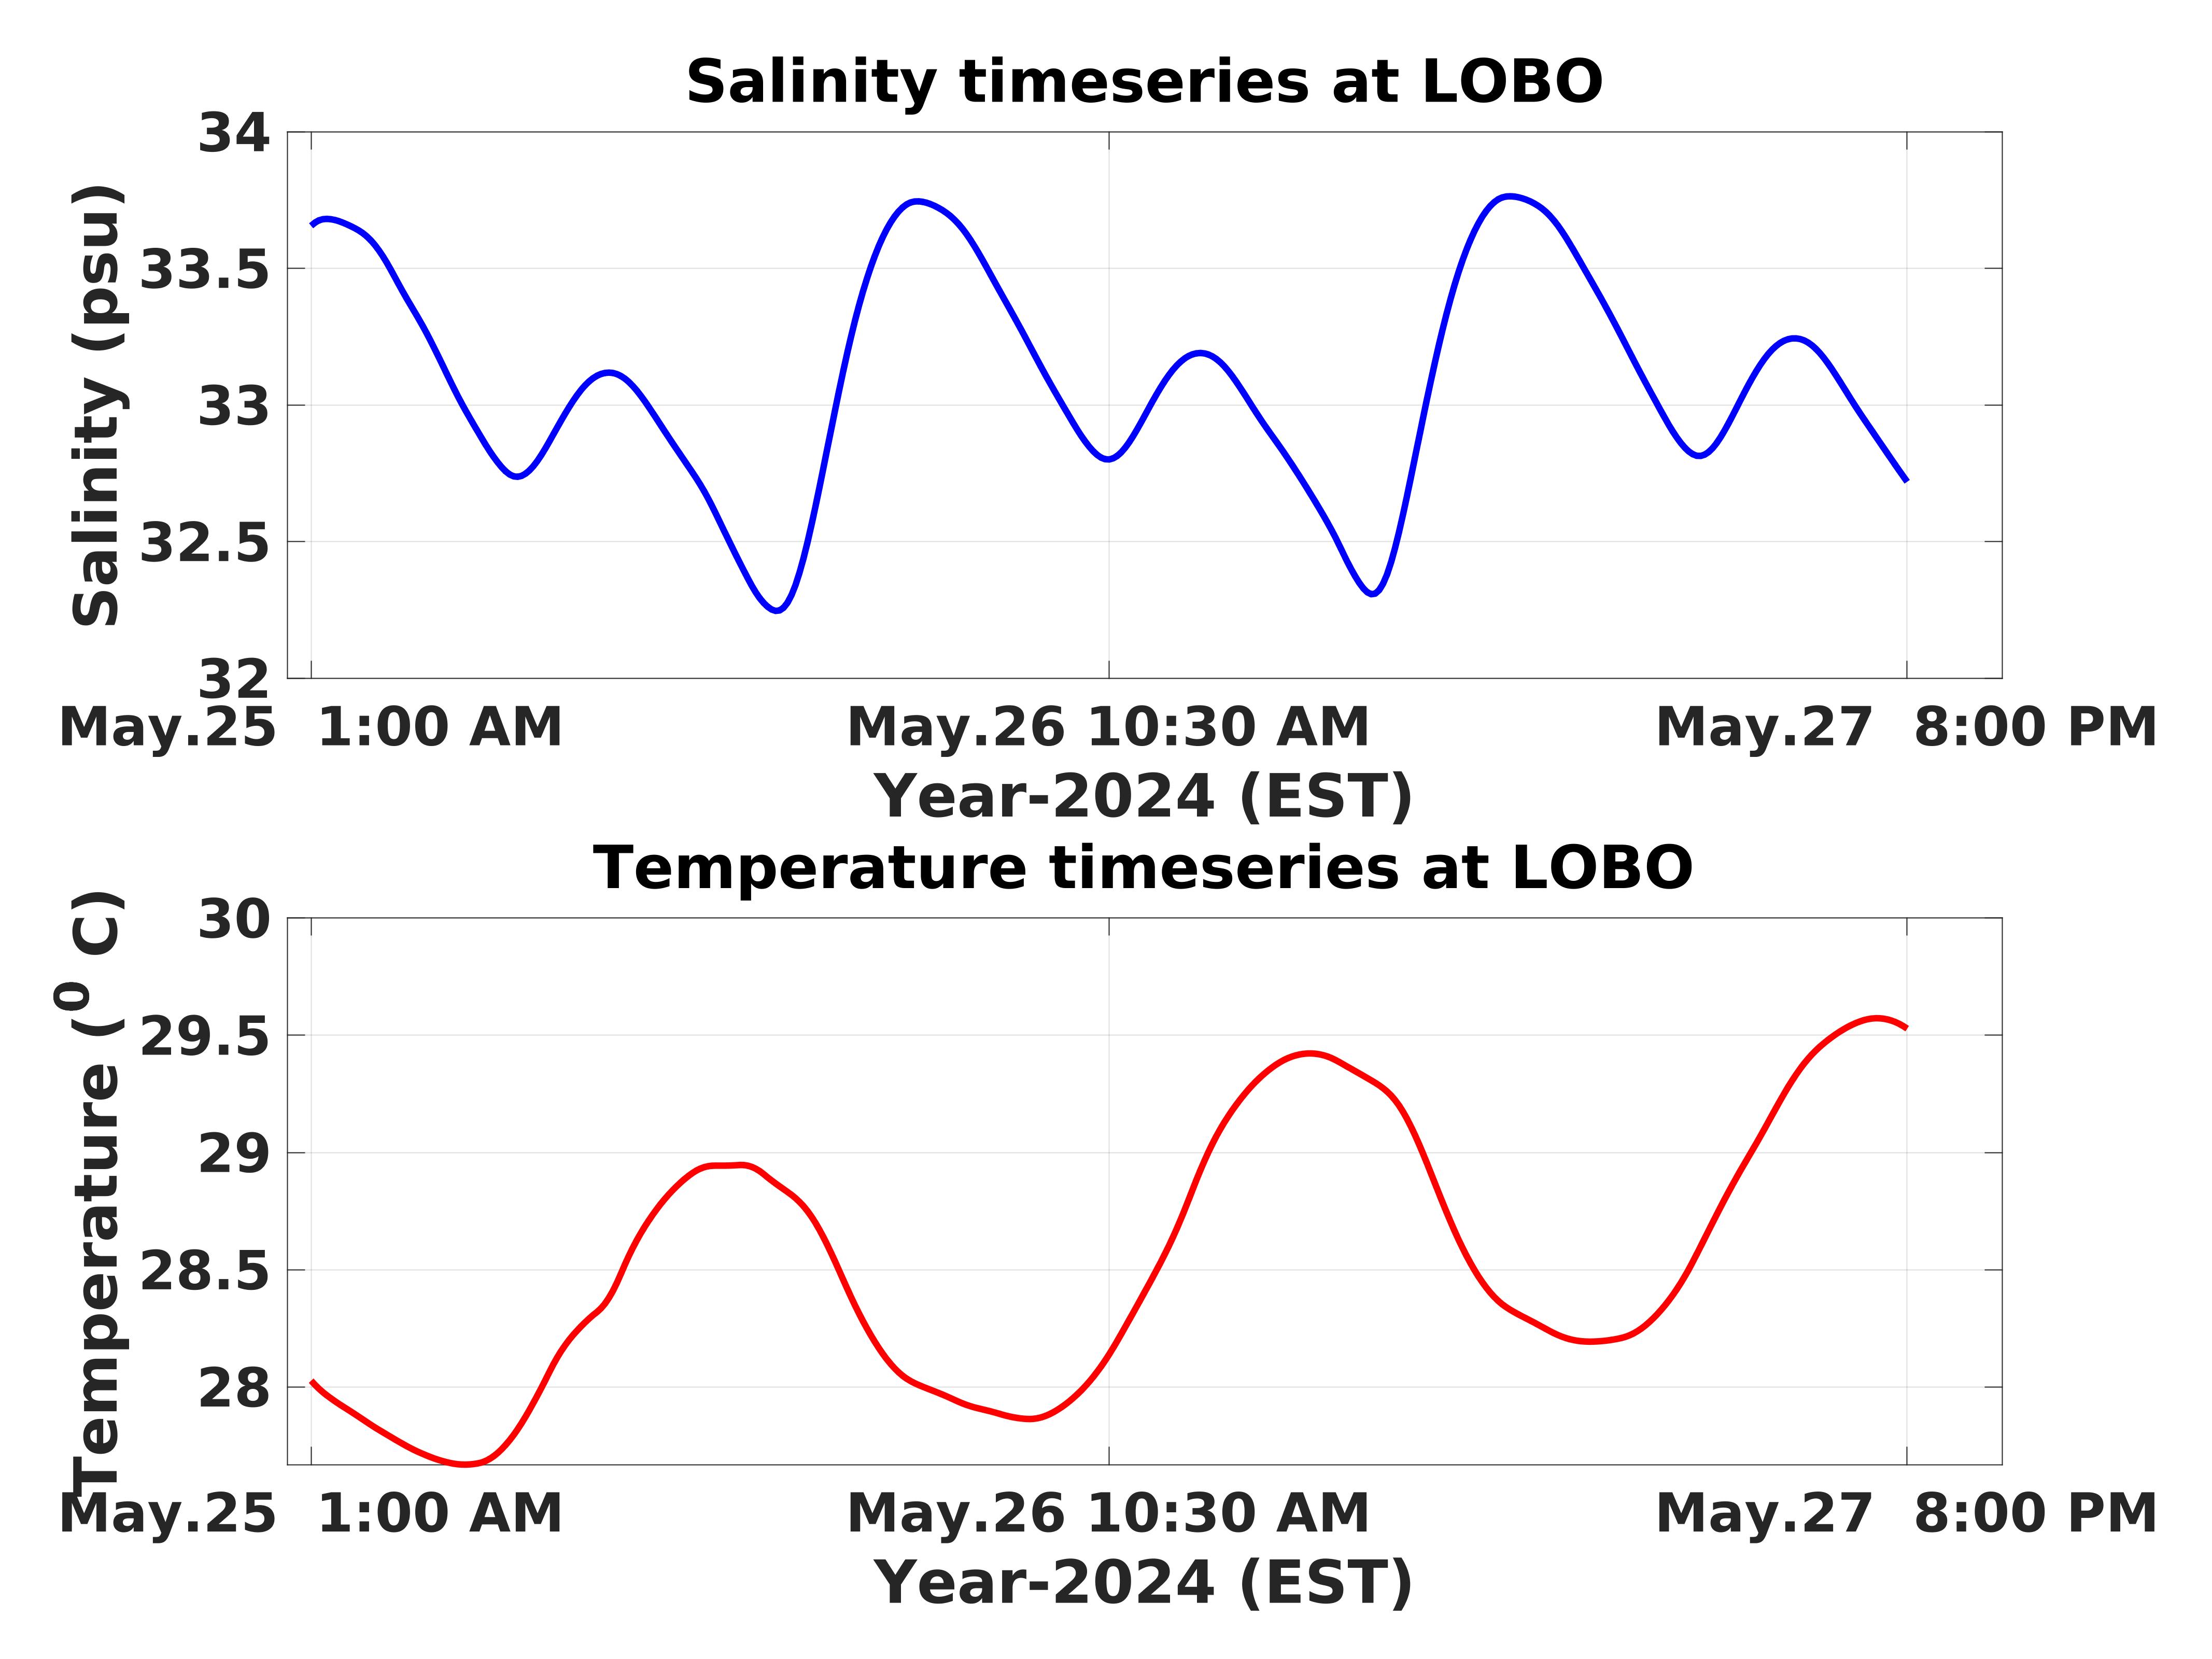 Salinity timeseries at LOBO
Salinity (psu)
34
33.5
33
32.5
32
May.25 1:00 AM May.26 10:30 AM May.27 8:00 PM
Year-2024 (EST)
Temperature timeseries at LOBO
Temperature (⁰ C)
30
29.5
29
28.5
28
May.25 1:00 AM May.26 10:30 AM May.27 8:00 PM
Year-2024 (EST)